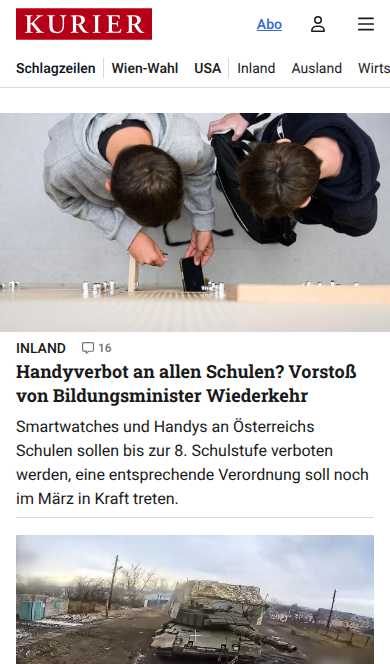 KURIER
Abo
Schlagzeilen
Wien-Wahl
USA
Inland
Ausland
Wirts
INLAND
16
Handyverbot an allen Schulen? Vorstoß
von Bildungsminister Wiederkehr
Smartwatches und Handys an Österreichs
Schulen sollen bis zur 8. Schulstufe verboten
werden, eine entsprechende Verordnung soll noch
im März in Kraft treten.